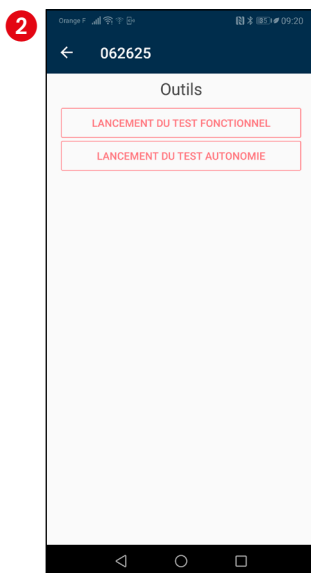 2
Orange F 09:20
062625
Outils
LANCEMENT DU TEST FONCTIONNEL
LANCEMENT DU TEST AUTONOMIE